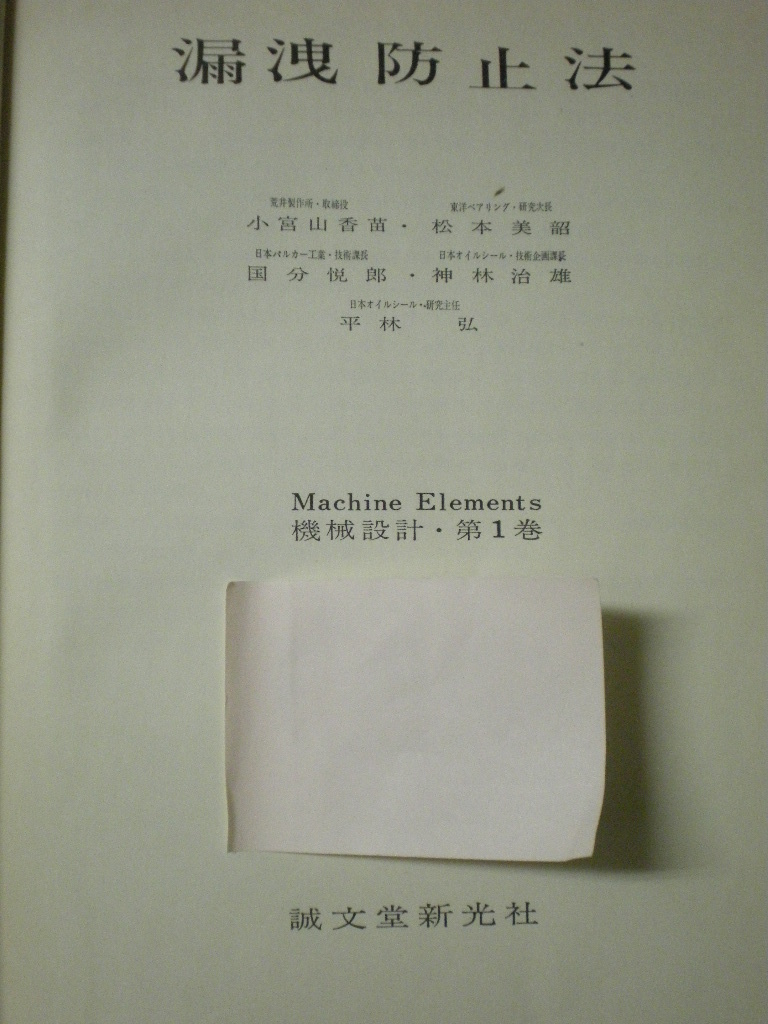 漏洩防止法
荒井製作所・取締役 東洋ベアリング・研究次長
小宮山香苗・松本美韶
日本バルカー工業・技術課長 日本オイルシール・技術企画課長
国分悦郎・神林治雄
日本オイルシール・研究主任
平林 弘
Machine Elements
機械設計・第1巻
誠文堂新光社